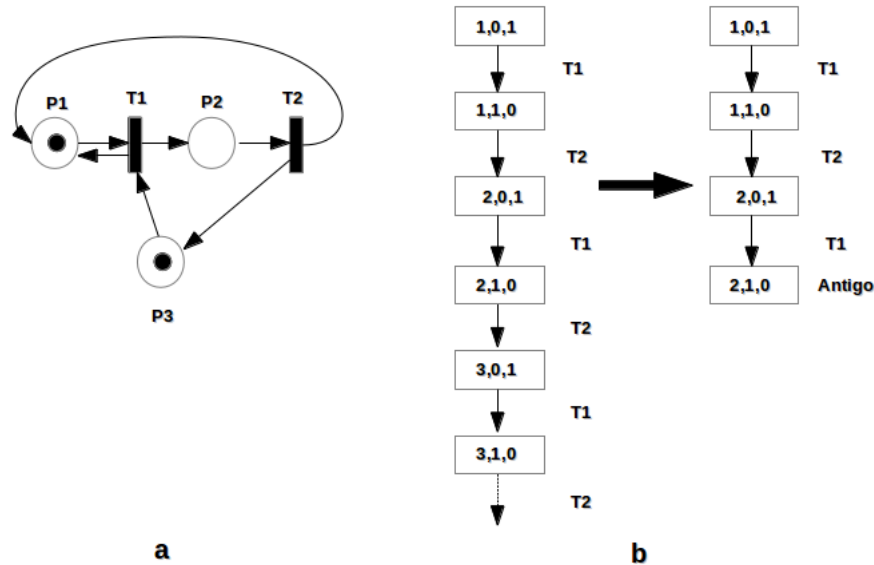 P1
T1
P2
T2
P3
a
1,0,1
T1
1,1,0
T2
2,0,1
T1
2,1,0
T2
3,0,1
T1
3,1,0
T2
1,0,1
T1
1,1,0
T2
2,0,1
T1
2,1,0 Antigo
b